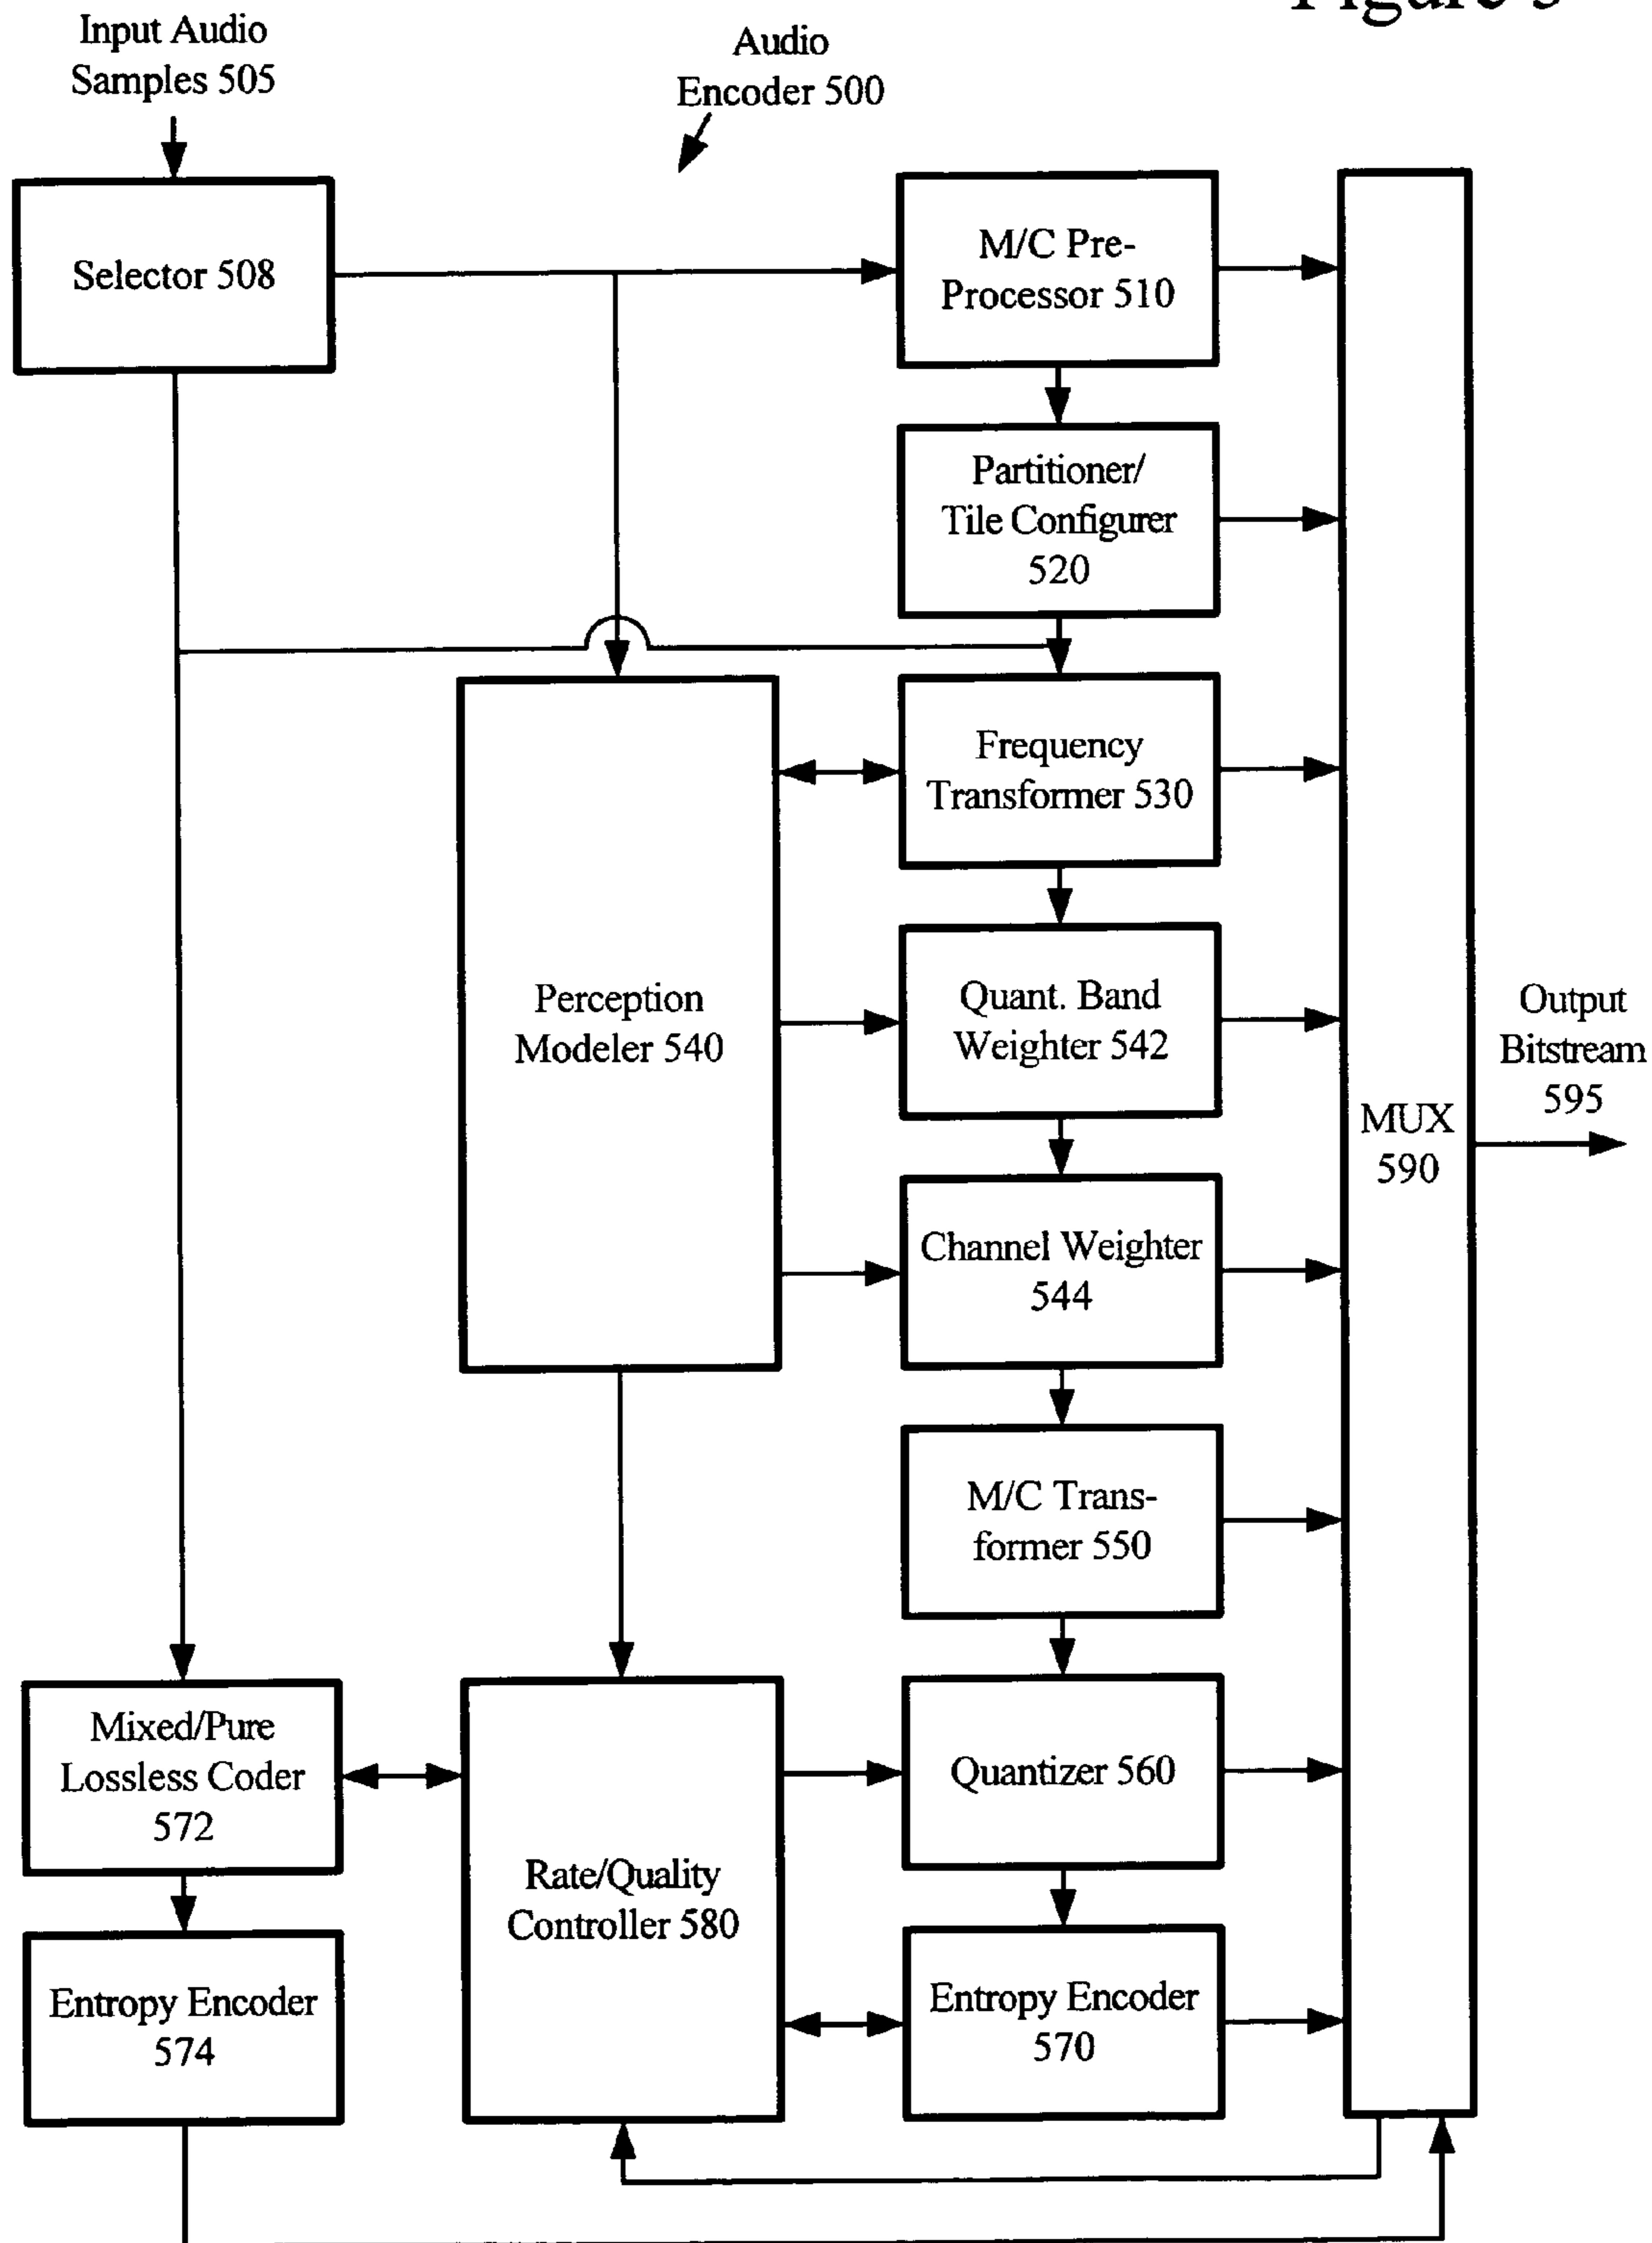 Input Audio
Samples 505
Audio
Encoder 500
Selector 508
M/C Pre-
Processor 510
Partitioner/
Tile Configurer
520
Frequency
Transformer 530
Perception
Modeler 540
Quant. Band
Weighter 542
Output
Bitstream
595
MUX
590
Channel Weighter
544
M/C Trans-
former 550
Mixed/Pure
Lossless Coder
572
Quantizer 560
Rate/Quality
Controller 580
Entropy Encoder
574
Entropy Encoder
570